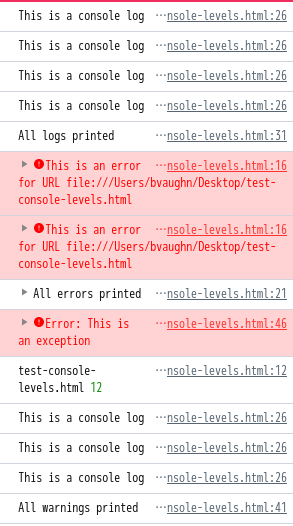 This is a console log …nsole-levels.html:26
This is a console log …nsole-levels.html:26
This is a console log …nsole-levels.html:26
This is a console log …nsole-levels.html:26
All logs printed …nsole-levels.html:31
This is an error …nsole-levels.html:16
for URL file:///Users/bvaughn/Desktop/test-
console-levels.html
This is an error …nsole-levels.html:16
for URL file:///Users/bvaughn/Desktop/test-
console-levels.html
All errors printed …nsole-levels.html:21
Error: This is …nsole-levels.html:46
an exception
test-console- …nsole-levels.html:12
levels.html 12
This is a console log …nsole-levels.html:26
This is a console log …nsole-levels.html:26
This is a console log …nsole-levels.html:26
All warnings printed …nsole-levels.html:41